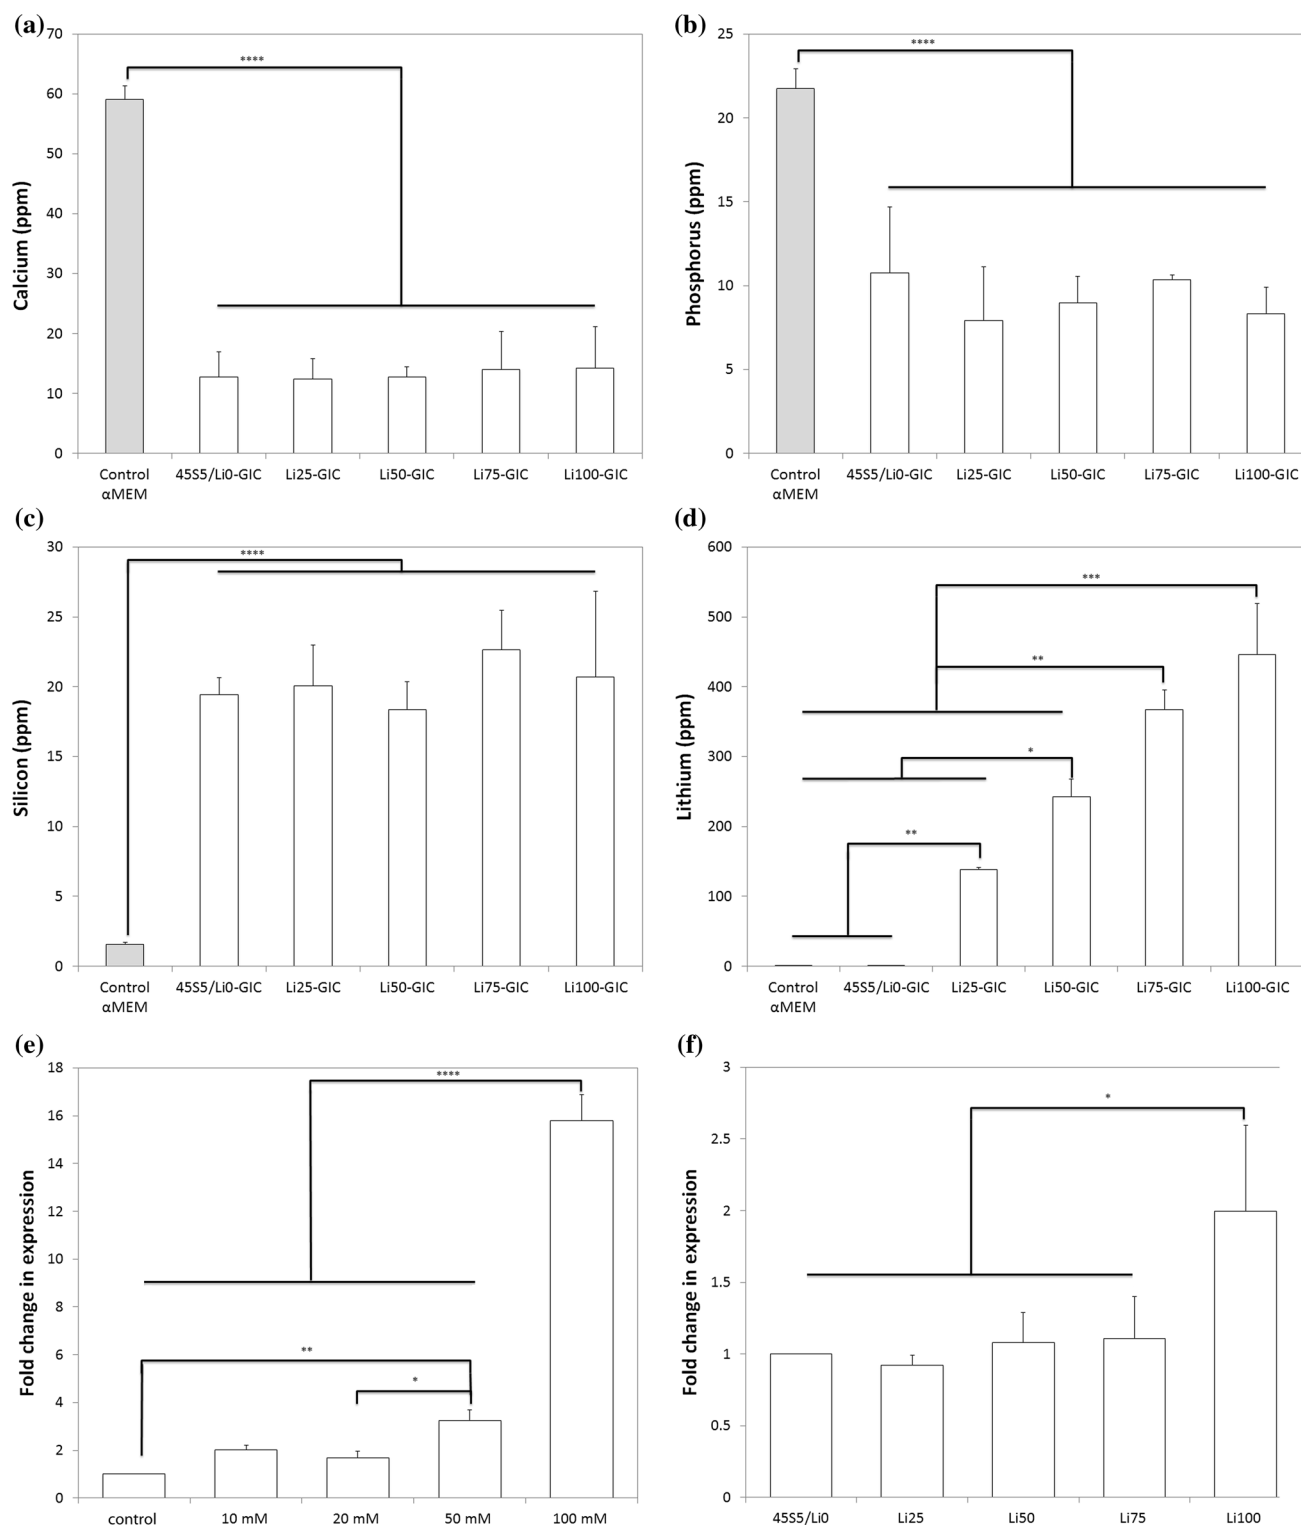 (a)
70
60
50
40
30
20
10
0
Calcium (ppm)
****
Control
αMEM
45S5/Li0-GIC
Li25-GIC
Li50-GIC
Li75-GIC
Li100-GIC
(b)
25
20
15
10
5
0
Phosphorus (ppm)
****
Control
αMEM
45S5/Li0-GIC
Li25-GIC
Li50-GIC
Li75-GIC
Li100-GIC
(c)
30
25
20
15
10
5
0
Silicon (ppm)
****
Control
αMEM
45S5/Li0-GIC
Li25-GIC
Li50-GIC
Li75-GIC
Li100-GIC
(d)
600
500
400
300
200
100
0
Lithium (ppm)
***
**
*
**
Control
αMEM
45S5/Li0-GIC
Li25-GIC
Li50-GIC
Li75-GIC
Li100-GIC
(e)
18
16
14
12
10
8
6
4
2
0
Fold change in expression
****
**
*
control
10 mM
20 mM
50 mM
100 mM
(f)
3
2.5
2
1.5
1
0.5
0
Fold change in expression
*
45S5/Li0
Li25
Li50
Li75
Li100